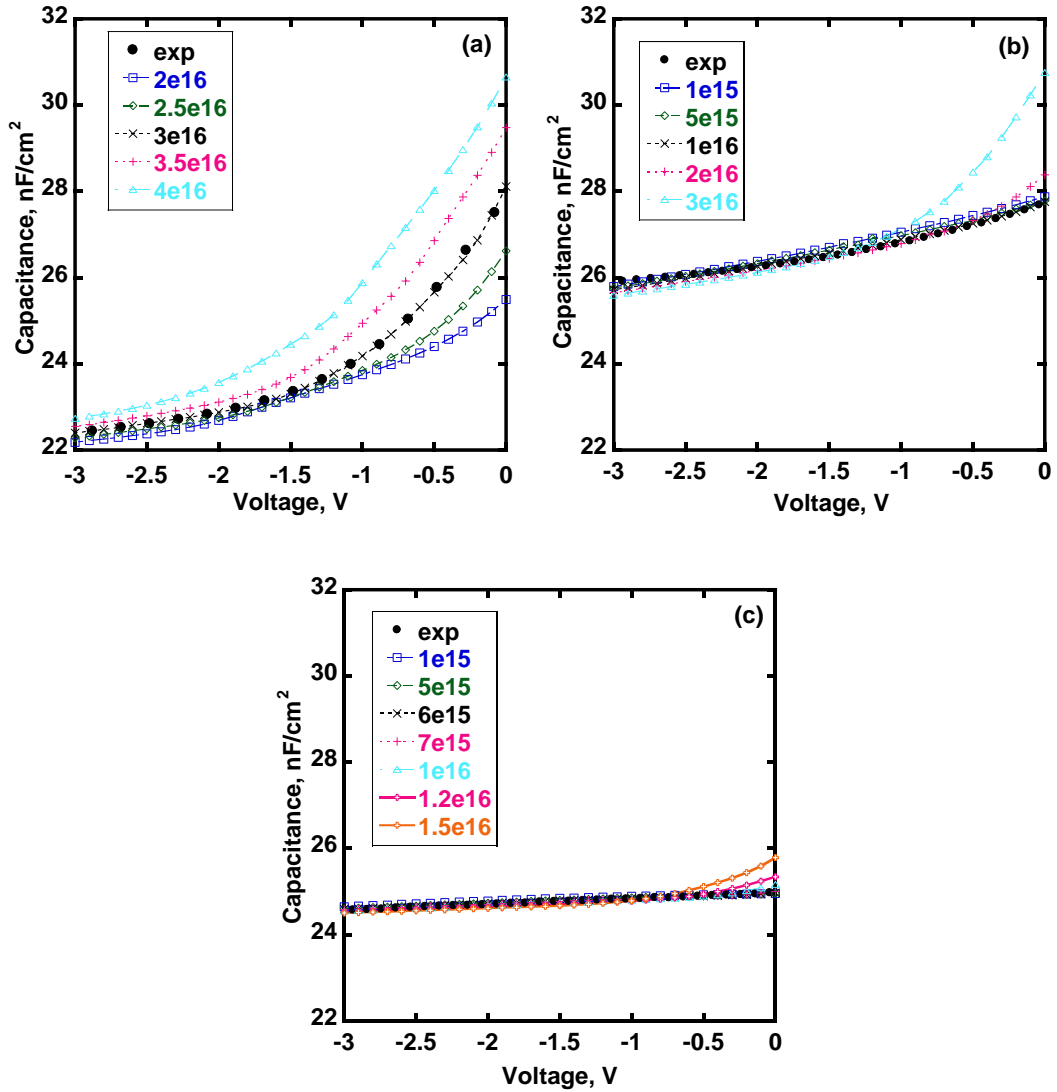 (a)
exp
2e16
2.5e16
3e16
3.5e16
4e16
32
30
28
26
24
22
Capacitance, nF/cm2
-3 -2.5 -2 -1.5 -1 -0.5 0
Voltage, V
(b)
exp
1e15
5e15
1e16
2e16
3e16
32
30
28
26
24
22
Capacitance, nF/cm2
-3 -2.5 -2 -1.5 -1 -0.5 0
Voltage, V
(c)
exp
1e15
5e15
6e15
7e15
1e16
1.2e16
1.5e16
32
30
28
26
24
22
Capacitance, nF/cm2
-3 -2.5 -2 -1.5 -1 -0.5 0
Voltage, V